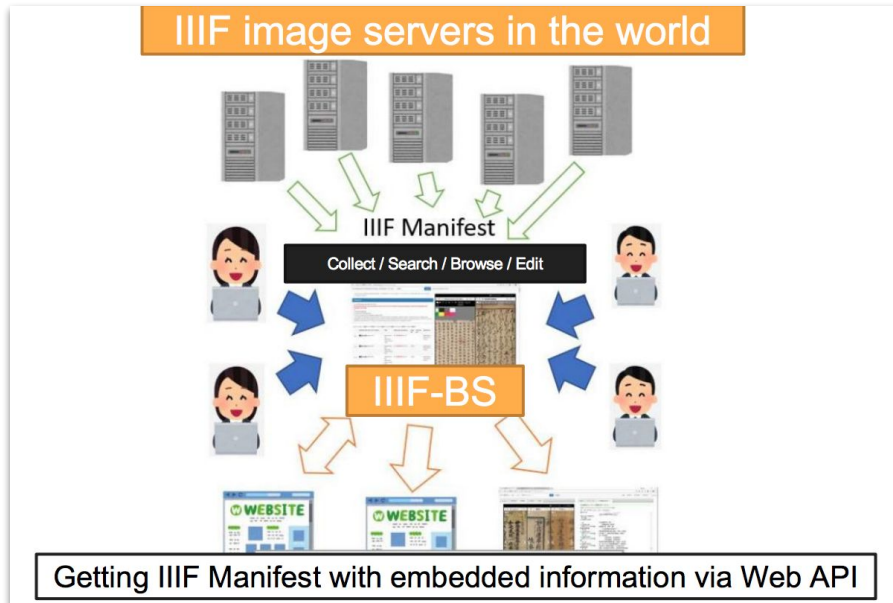 IIIF image servers in the world
IIIF Manifest
Collect / Search / Browse / Edit
IIIF-BS
WEBSITE
WEBSITE
Getting IIIF Manifest with embedded information via Web API